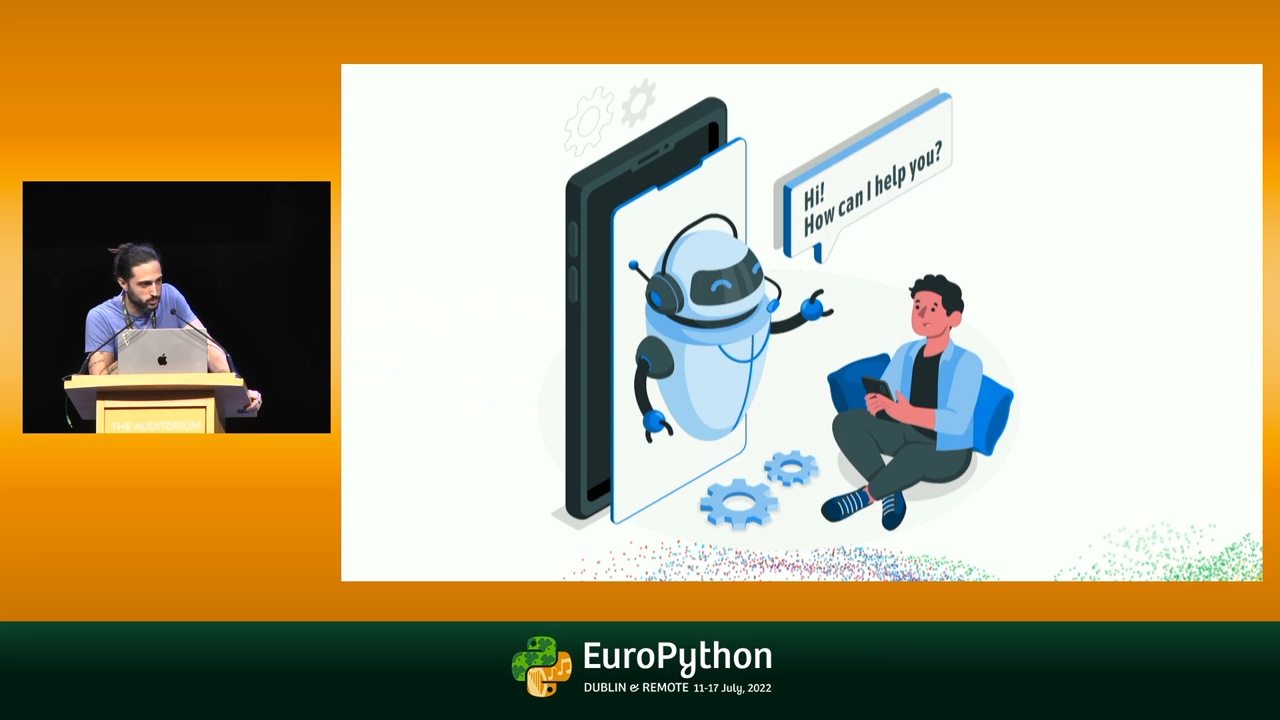 Hi!
How can I help you?
THE AUDITORIUM
EuroPython
DUBLIN & REMOTE 11-17 July, 2022